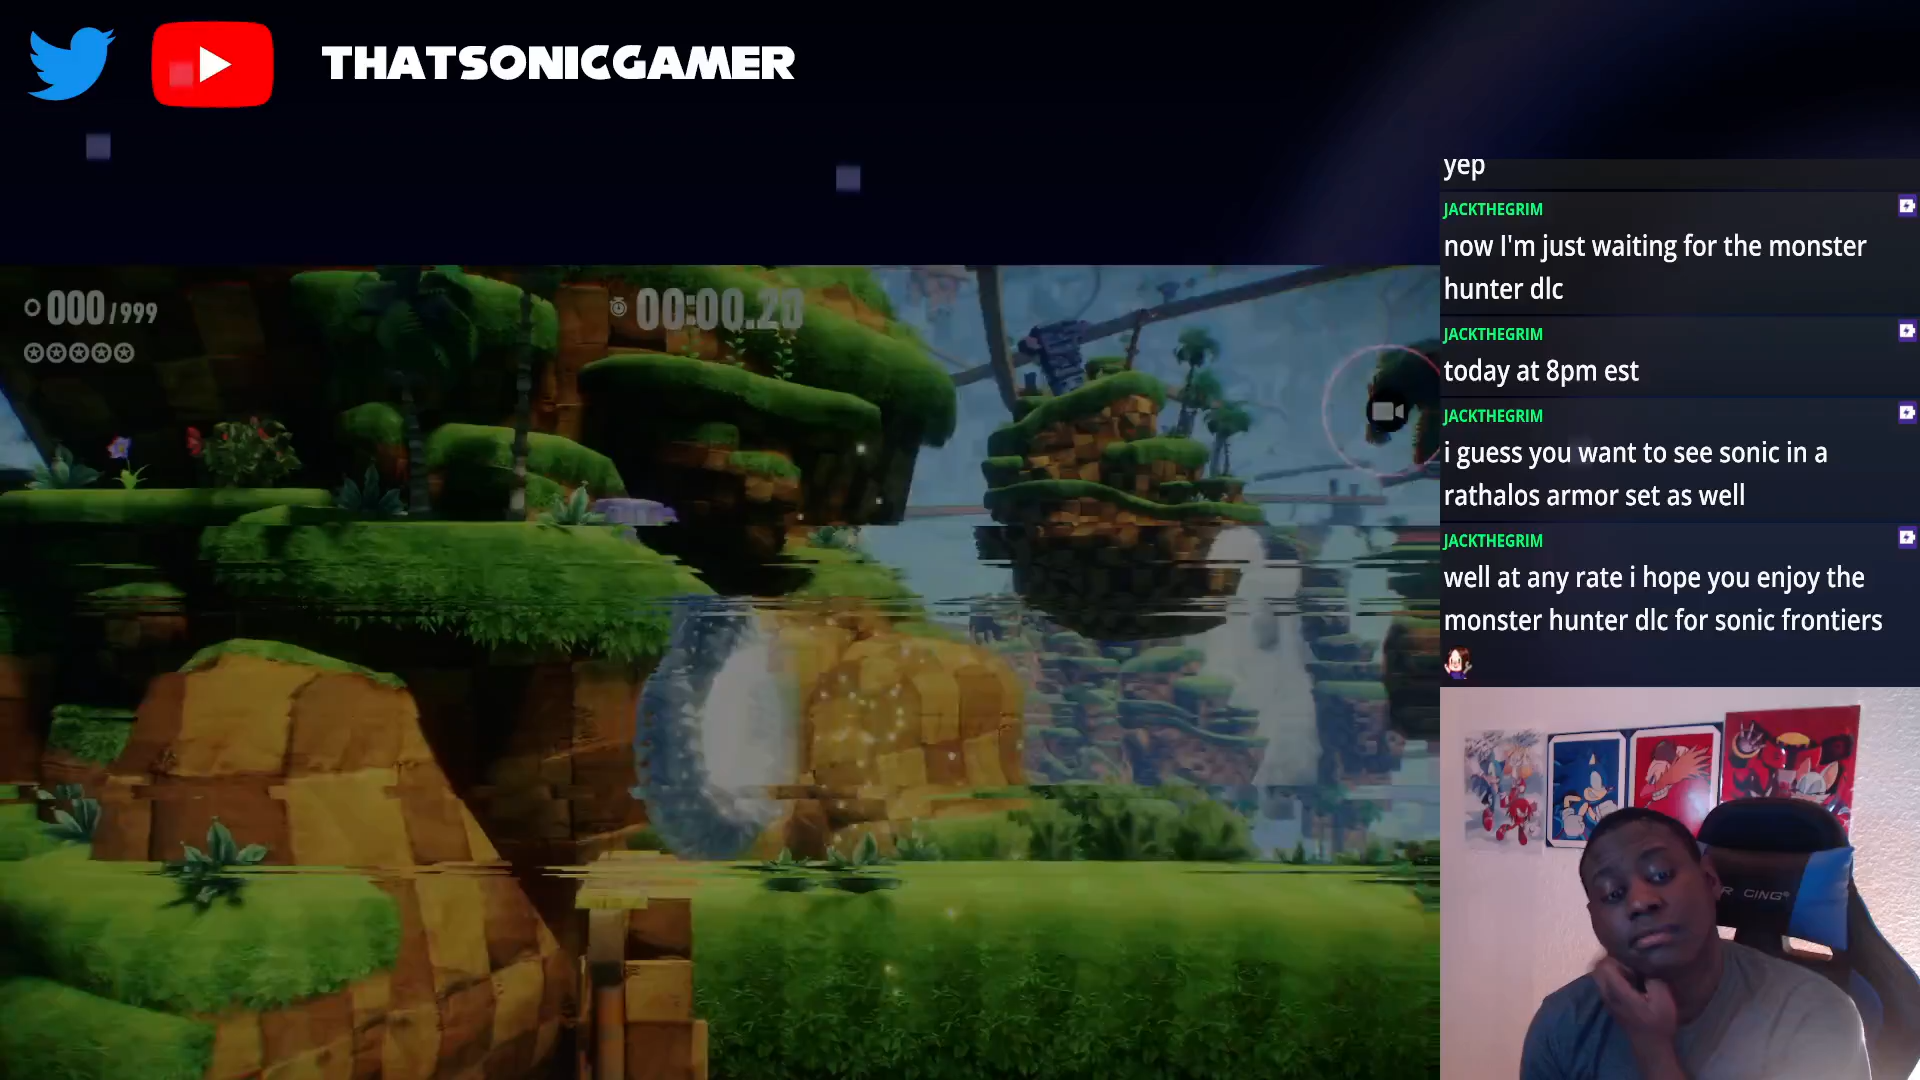 THATSONICGAMER
000/999
00:00.20
yep
JACKTHEGRIM
now I'm just waiting for the monster
hunter dlc
JACKTHEGRIM
today at 8pm est
JACKTHEGRIM
i guess you want to see sonic in a
rathalos armor set as well
JACKTHEGRIM
well at any rate i hope you enjoy the
monster hunter dlc for sonic frontiers
R CING